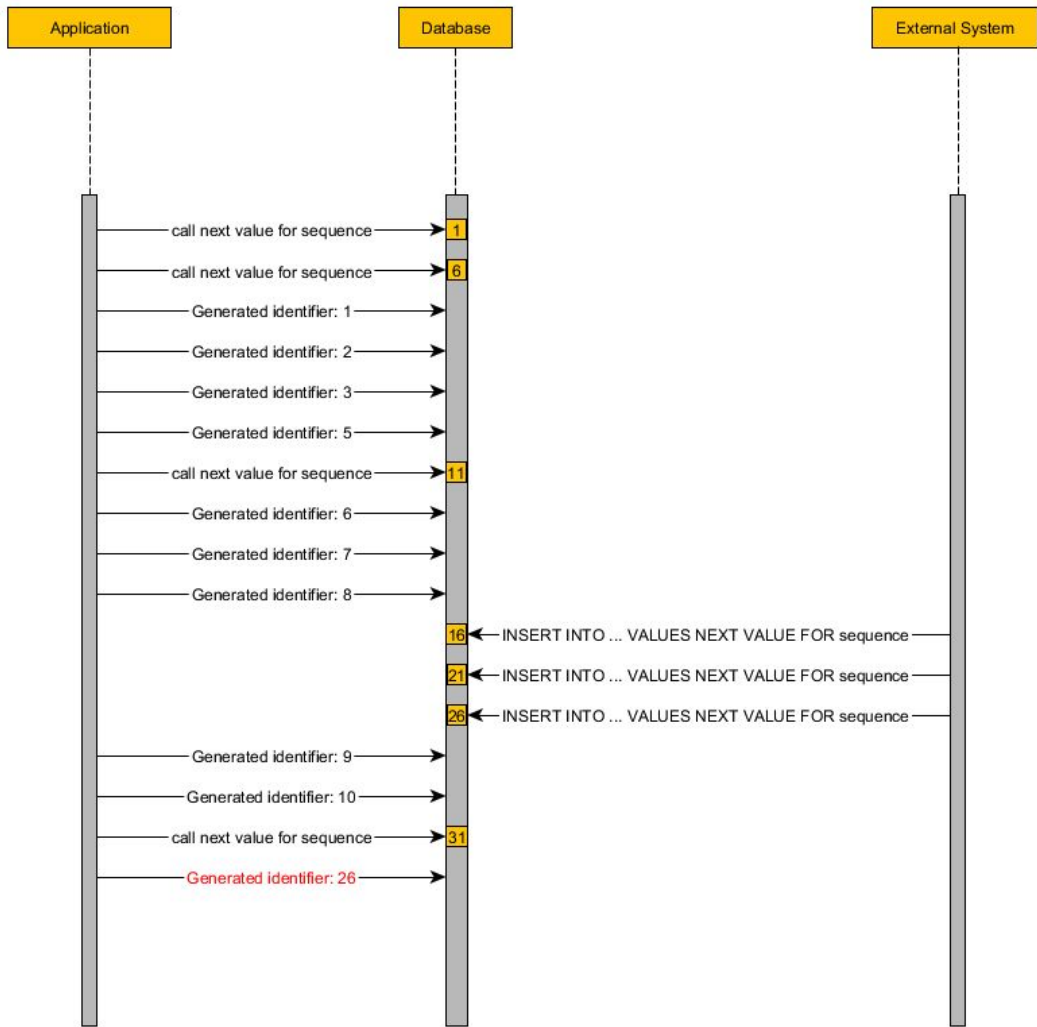 Application
Database
External System
call next value for sequence
1
call next value for sequence
6
Generated identifier: 1
Generated identifier: 2
Generated identifier: 3
Generated identifier: 5
call next value for sequence
11
Generated identifier: 6
Generated identifier: 7
Generated identifier: 8
16
INSERT INTO ... VALUES NEXT VALUE FOR sequence
21
INSERT INTO ... VALUES NEXT VALUE FOR sequence
26
INSERT INTO ... VALUES NEXT VALUE FOR sequence
Generated identifier: 9
Generated identifier: 10
call next value for sequence
31
Generated identifier: 26